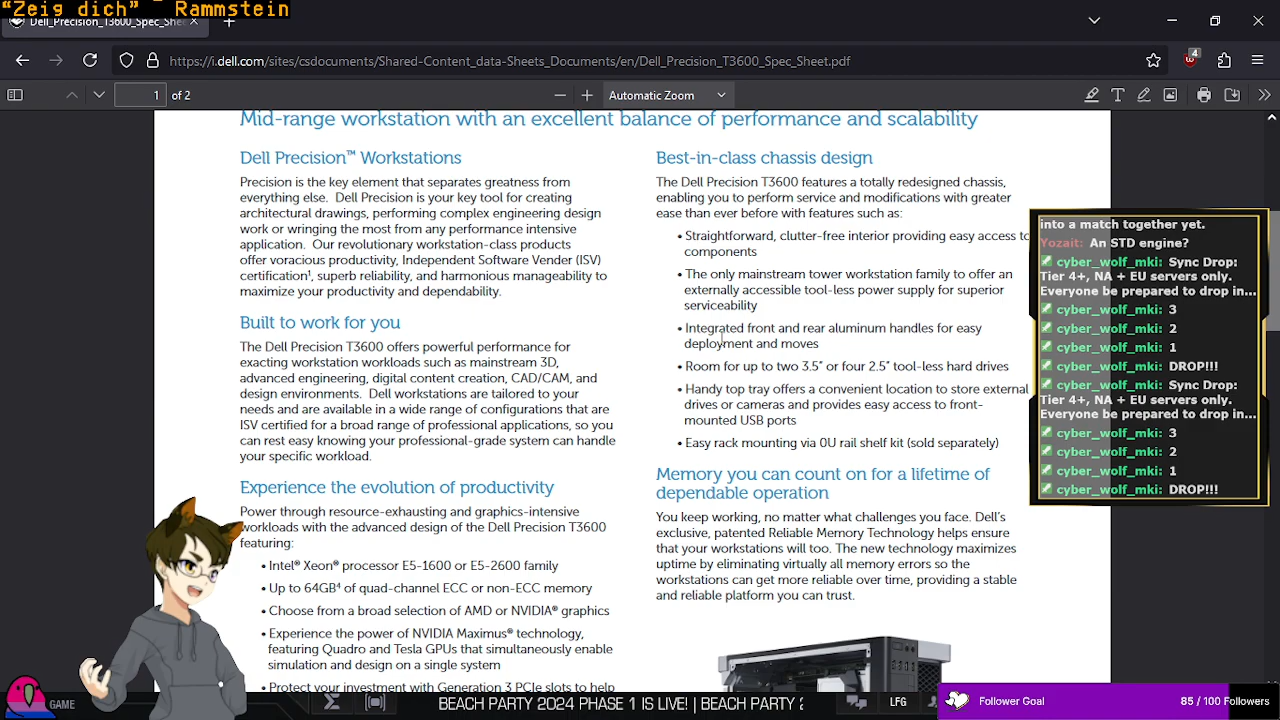 “Zeig dich” ~ Rammstein
Dell_Precision_T3600_Spec_Shee
https://i.dell.com/sites/csdocuments/Shared-Content_data-Sheets_Documents/en/Dell_Precision_T3600_Spec_Sheet.pdf
4
1 of 2
Automatic Zoom
Mid-range workstation with an excellent balance of performance and scalability
Dell Precision™ Workstations
Precision is the key element that separates greatness from
everything else. Dell Precision is your key tool for creating
architectural drawings, performing complex engineering design
work or wringing the most from any performance intensive
application. Our revolutionary workstation-class products
offer voracious productivity, Independent Software Vender (ISV)
certification¹, superb reliability, and harmonious manageability to
maximize your productivity and dependability.
Built to work for you
The Dell Precision T3600 offers powerful performance for
exacting workstation workloads such as mainstream 3D,
advanced engineering, digital content creation, CAD/CAM, and
design environments. Dell workstations are tailored to your
needs and are available in a wide range of configurations that are
ISV certified for a broad range of professional applications, so you
can rest easy knowing your professional-grade system can handle
your specific workload.
Experience the evolution of productivity
Power through resource-exhausting and graphics-intensive
workloads with the advanced design of the Dell Precision T3600
featuring:
• Intel® Xeon® processor E5-1600 or E5-2600 family
• Up to 64GB⁴ of quad-channel ECC or non-ECC memory
• Choose from a broad selection of AMD or NVIDIA® graphics
• Experience the power of NVIDIA Maximus® technology,
featuring Quadro and Tesla GPUs that simultaneously enable
simulation and design on a single system
• Protect your investment with Generation 3 PCIe slots to help
Best-in-class chassis design
The Dell Precision T3600 features a totally redesigned chassis,
enabling you to perform service and modifications with greater
ease than ever before with features such as:
• Straightforward, clutter-free interior providing easy access to
components
• The only mainstream tower workstation family to offer an
externally accessible tool-less power supply for superior
serviceability
• Integrated front and rear aluminum handles for easy
deployment and moves
• Room for up to two 3.5” or four 2.5” tool-less hard drives
• Handy top tray offers a convenient location to store external
drives or cameras and provides easy access to front-
mounted USB ports
• Easy rack mounting via 0U rail shelf kit (sold separately)
Memory you can count on for a lifetime of
dependable operation
You keep working, no matter what challenges you face. Dell’s
exclusive, patented Reliable Memory Technology helps ensure
that your workstations will too. The new technology maximizes
uptime by eliminating virtually all memory errors so the
workstations can get more reliable over time, providing a stable
and reliable platform you can trust.
into a match together yet.
Yozait: An STD engine?
cyber_wolf_mki: Sync Drop:
Tier 4+, NA + EU servers only.
Everyone be prepared to drop in...
cyber_wolf_mki: 3
cyber_wolf_mki: 2
cyber_wolf_mki: 1
cyber_wolf_mki: DROP!!!
cyber_wolf_mki: Sync Drop:
Tier 4+, NA + EU servers only.
Everyone be prepared to drop in...
cyber_wolf_mki: 3
cyber_wolf_mki: 2
cyber_wolf_mki: 1
cyber_wolf_mki: DROP!!!
GAME
BEACH PARTY 2024 PHASE 1 IS LIVE! | BEACH PARTY 2
LFG
Follower Goal
85 / 100 Followers